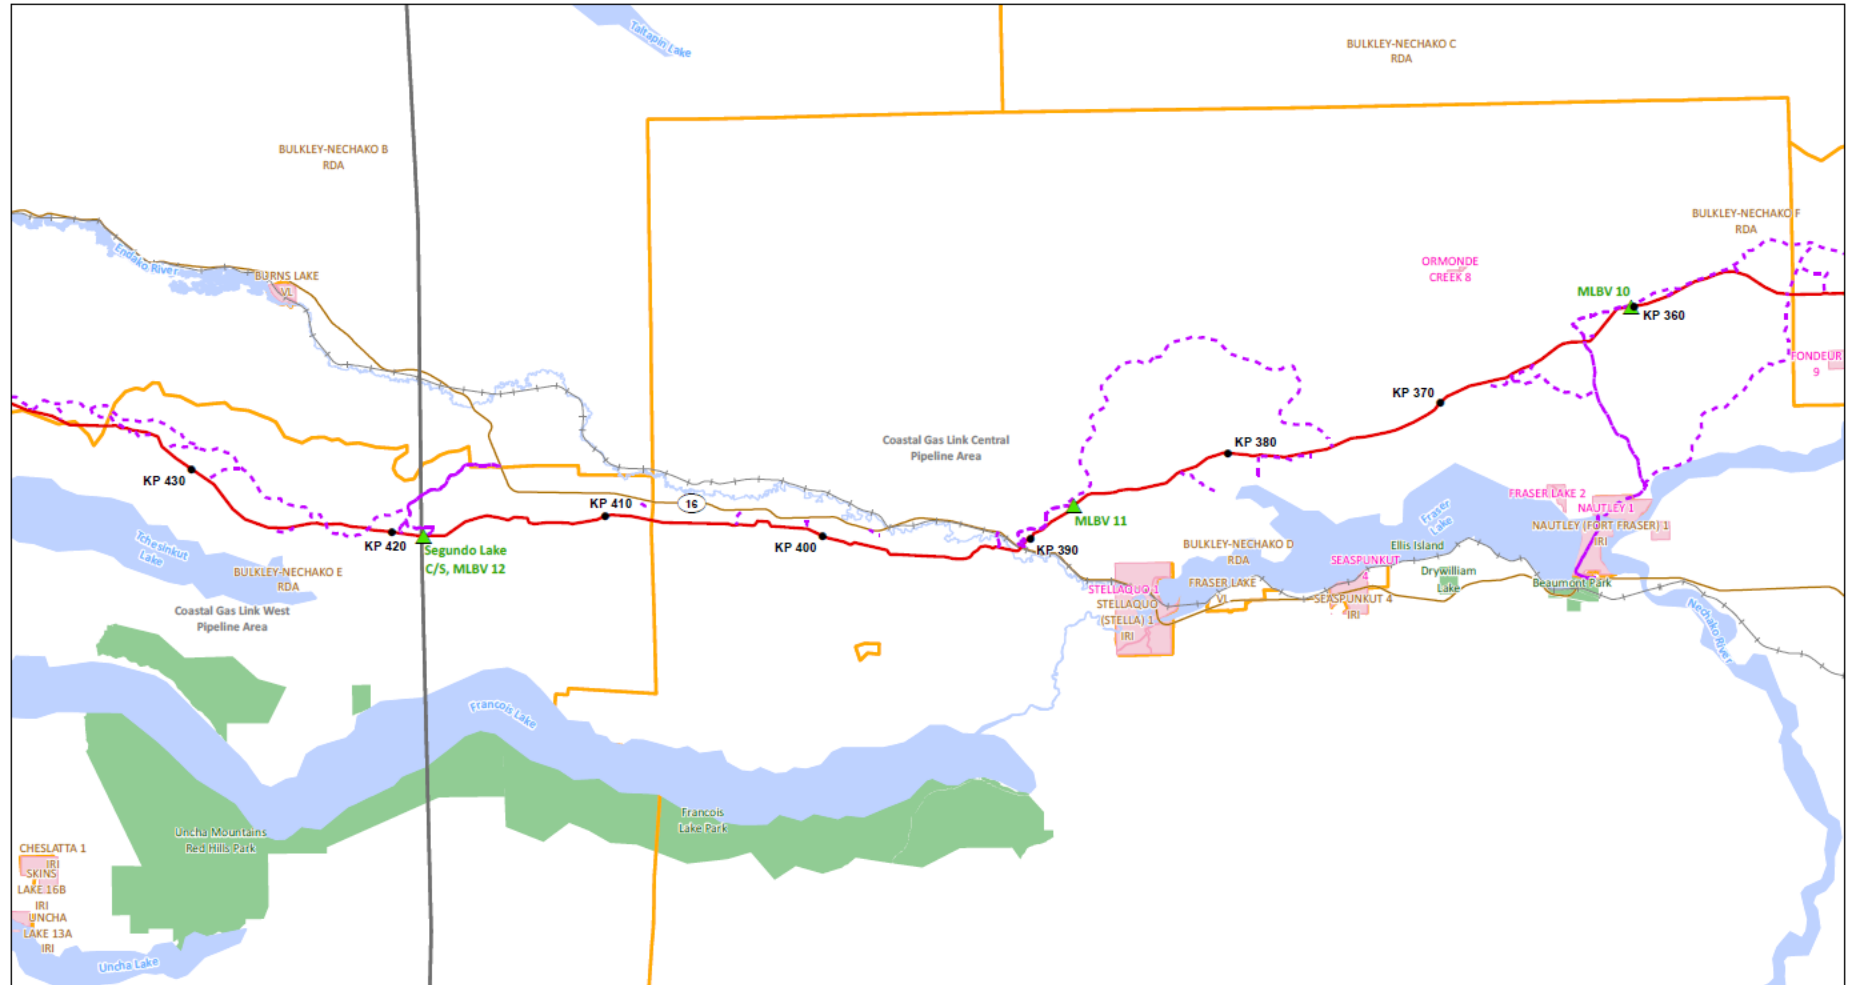 Taltapin Lake
BULKLEY-NECHAKO C
RDA
BULKLEY-NECHAKO B
RDA
BULKLEY-NECHAKO F
RDA
Endako River
BURNS LAKE
VL
ORMONDE
CREEK 8
MLBV 10
KP 360
FONDEUR
9
KP 370
Coastal Gas Link Central
Pipeline Area
KP 380
KP 430
KP 410
16
MLBV 11
FRASER LAKE 2
NAUTLEY 1
NAUTLEY (FORT FRASER) 1
IRI
Fraser
Lake
Tchesinkut
Lake
KP 420
Segundo Lake
C/S, MLBV 12
KP 400
KP 390
BULKLEY-NECHAKO D
RDA
Ellis Island
SEASPUNKUT
4
Drywilliam
Lake
Beaumont Park
BULKLEY-NECHAKO E
RDA
Coastal Gas Link West
Pipeline Area
STELLAQUO 1
STELLAQUO
(STELLA) 1
IRI
FRASER LAKE
VL
SEASPUNKUT 4
IRI
Nechako River
Francois Lake
Francois
Lake Park
Uncha Mountains
Red Hills Park
CHESLATTA 1
IRI
SKINS
LAKE 16B
IRI
UNCHA
LAKE 13A
IRI
Uncha Lake